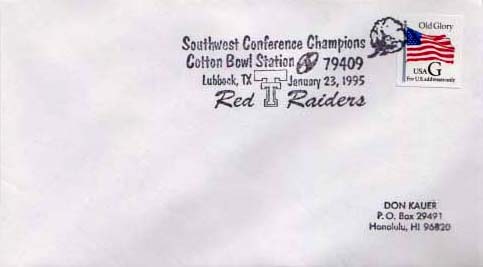 Southwest Conference Champions
Cotton Bowl Station 79409
Lubbock, TX January 23, 1995
Red T Raiders
Old Glory
USA G
For U.S. addresses only
DON KAUER
P. O. Box 29491
Honolulu, HI 96820